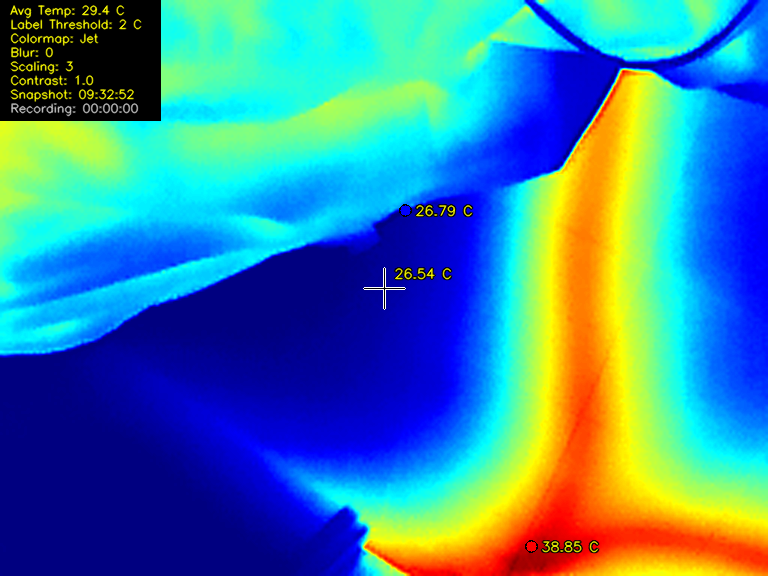 Avg Temp: 29.4 C
Label Threshold: 2 C
Colormap: Jet
Blur: 0
Scaling: 3
Contrast: 1.0
Snapshot: 09:32:52
Recording: 00:00:00
26.79 C
26.54 C
38.85 C